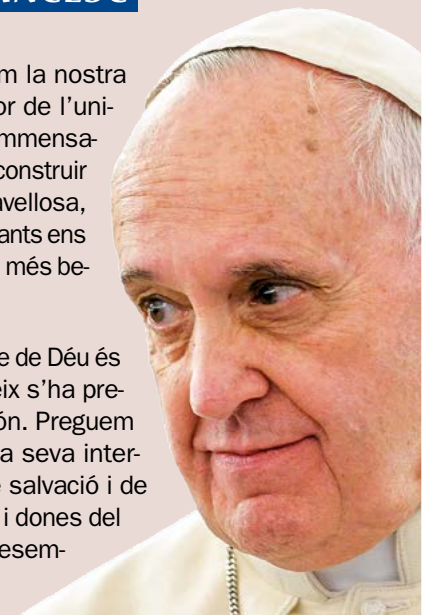 m la nostra
or de l’uni-
mmensa-
construir
avellosa,
ants ens
més be-
e de Déu és
eix s’ha pre-
ón. Preguem
a seva inter-
e salvació i de
i dones del
esem-